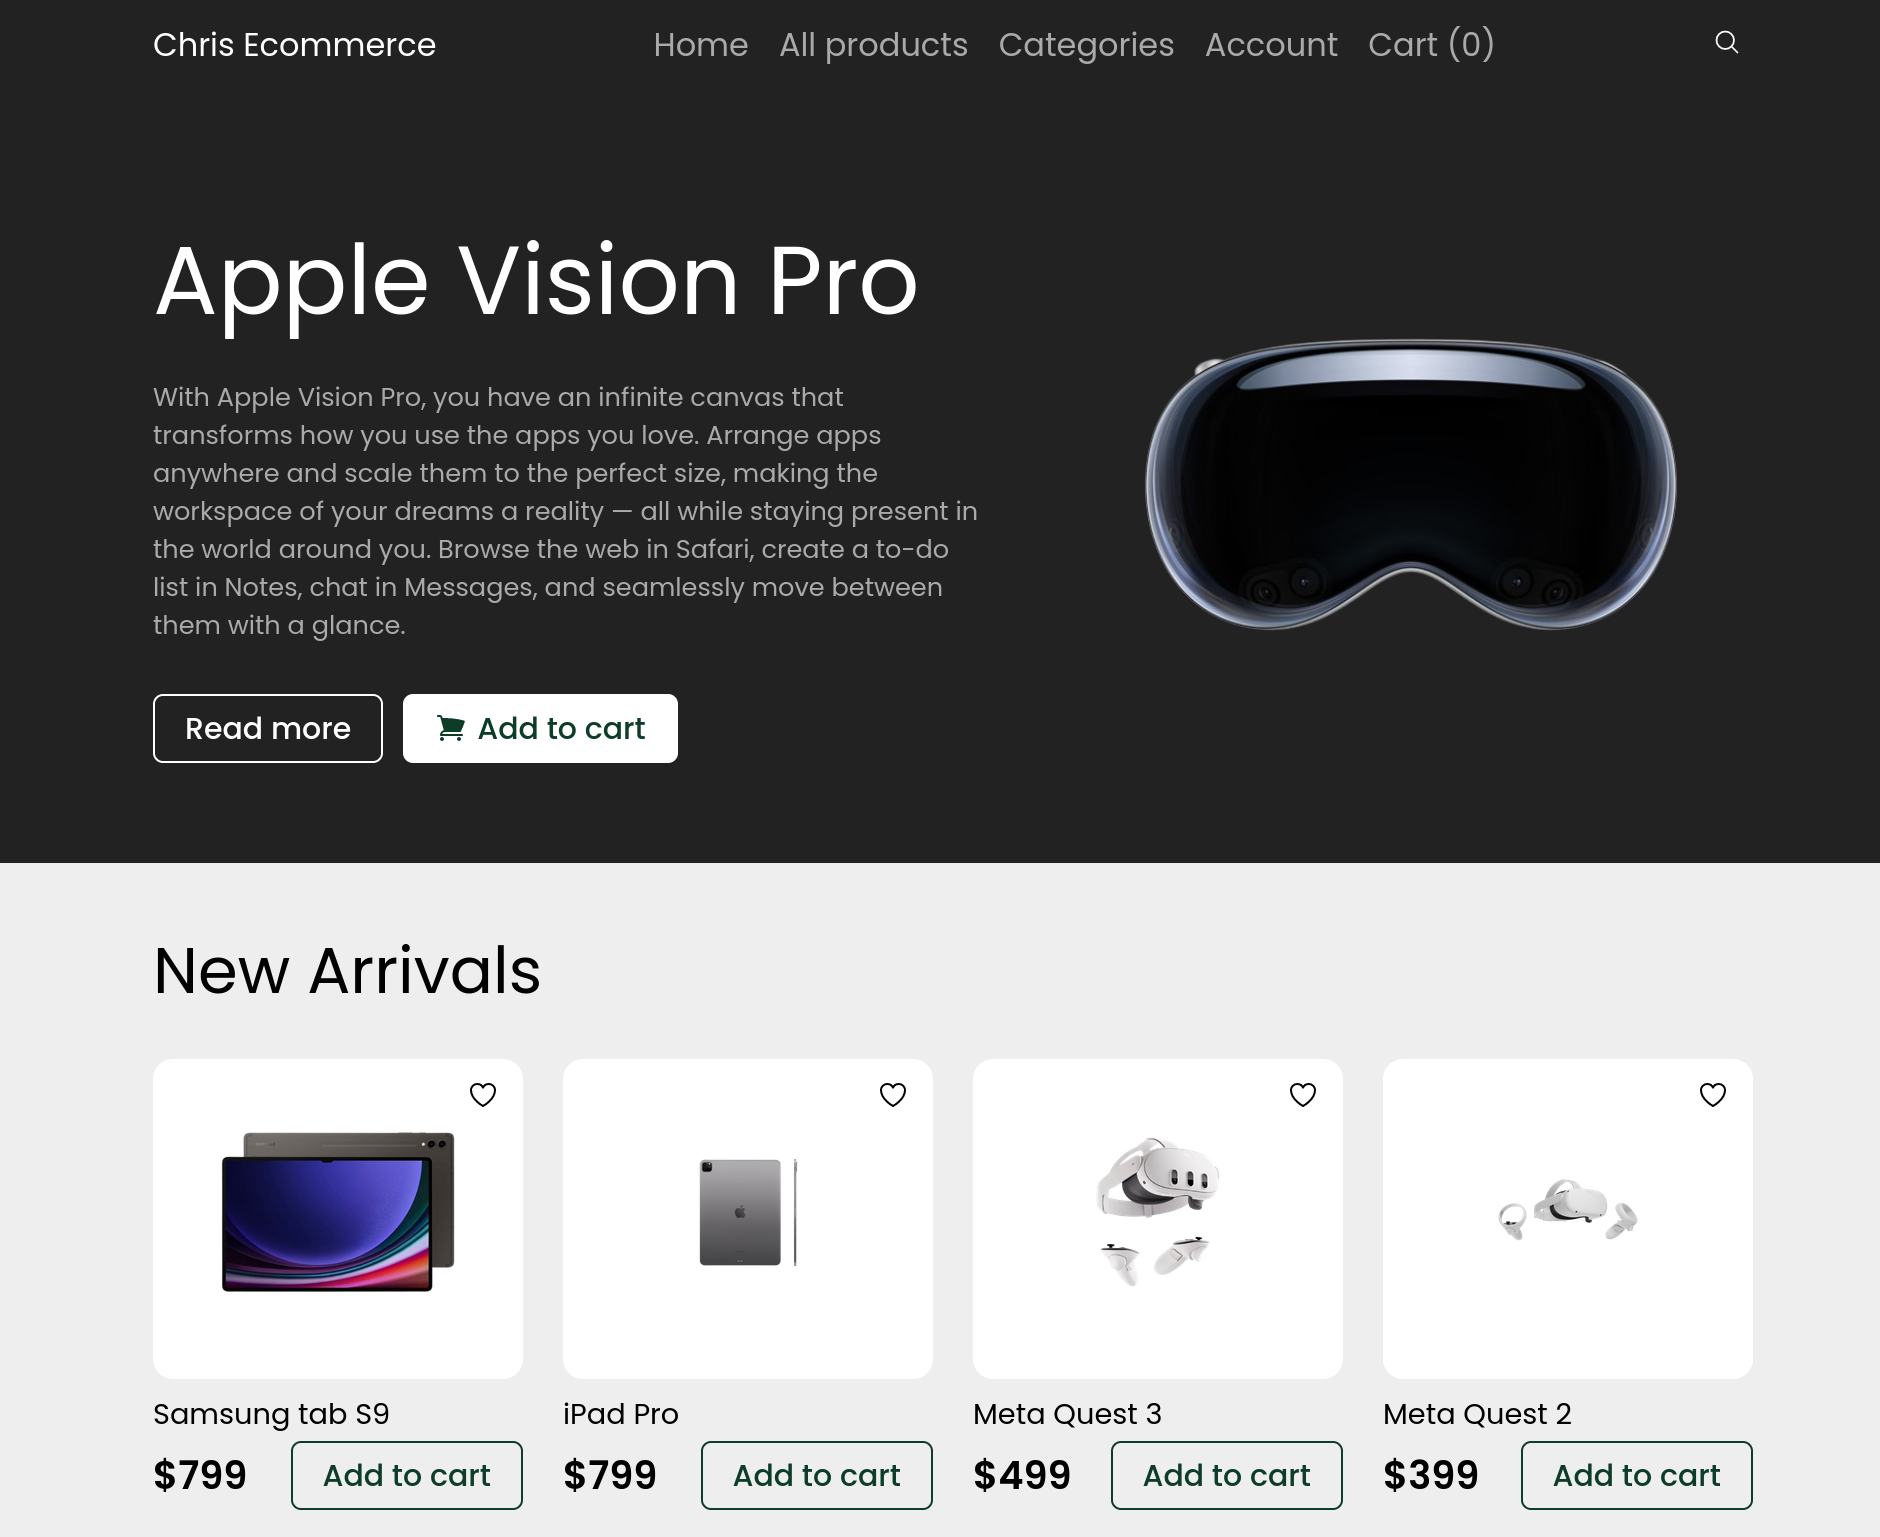 Chris Ecommerce
Home All products Categories Account Cart (0)
Apple Vision Pro
With Apple Vision Pro, you have an infinite canvas that
transforms how you use the apps you love. Arrange apps
anywhere and scale them to the perfect size, making the
workspace of your dreams a reality — all while staying present in
the world around you. Browse the web in Safari, create a to-do
list in Notes, chat in Messages, and seamlessly move between
them with a glance.
Read more
Add to cart
New Arrivals
Samsung tab S9
$799 Add to cart
iPad Pro
$799 Add to cart
Meta Quest 3
$499 Add to cart
Meta Quest 2
$399 Add to cart